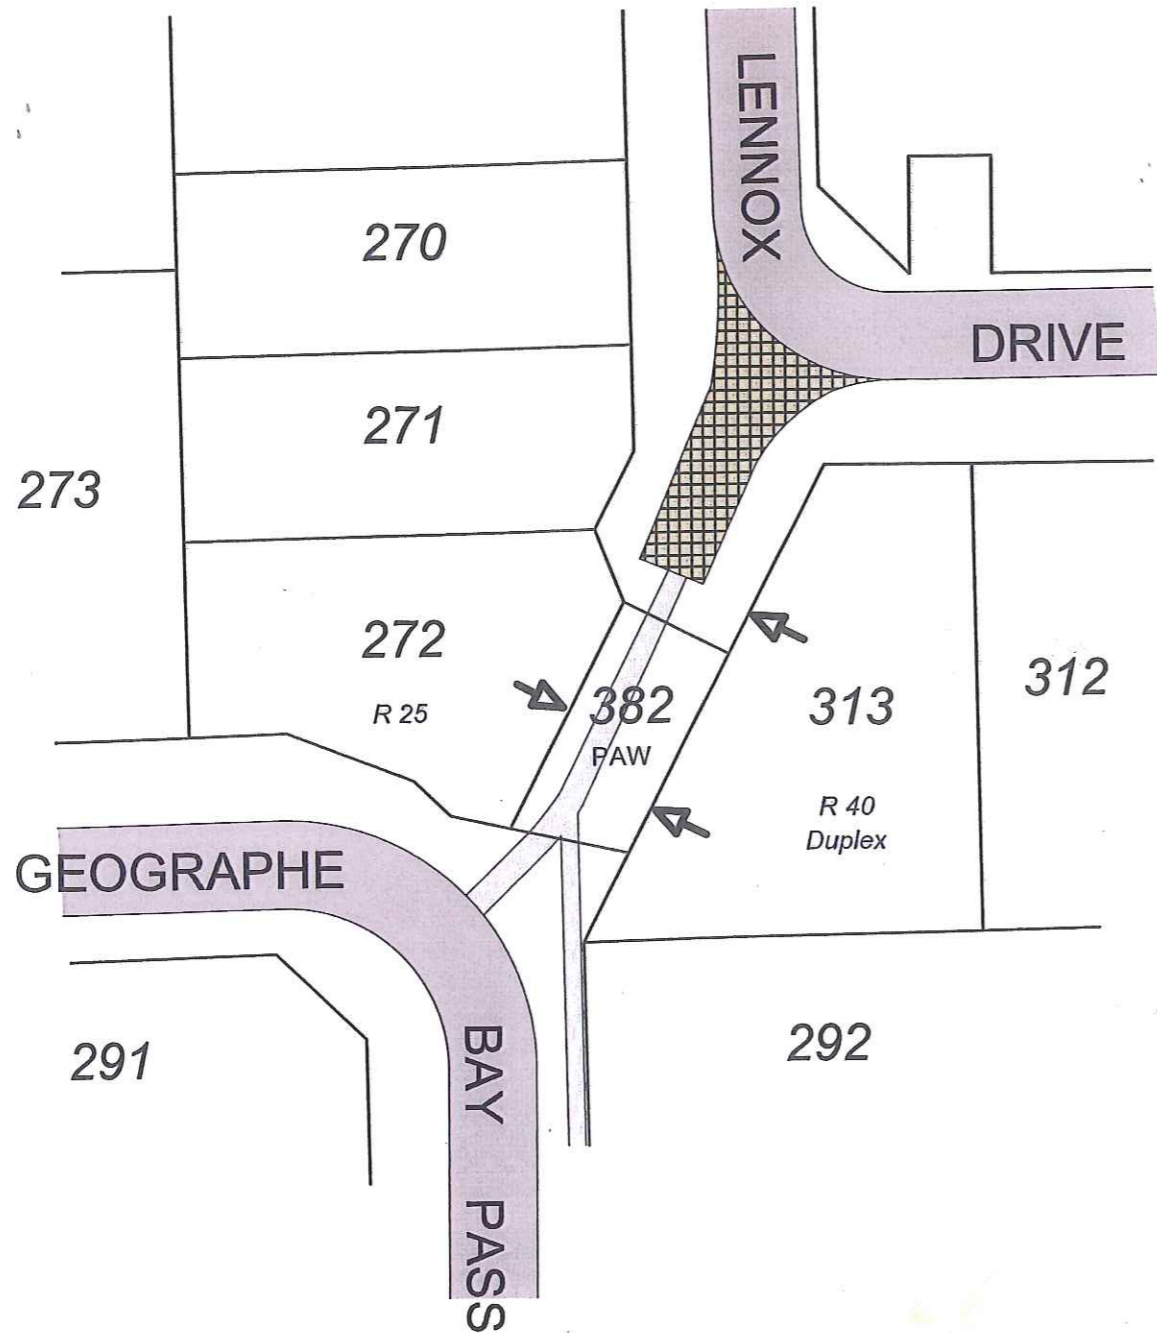 LENNOX
270
DRIVE
271
273
272
R 25
382
PAW
313
312
R 40
Duplex
GEOGRAPHE
BAY PASS
291
292